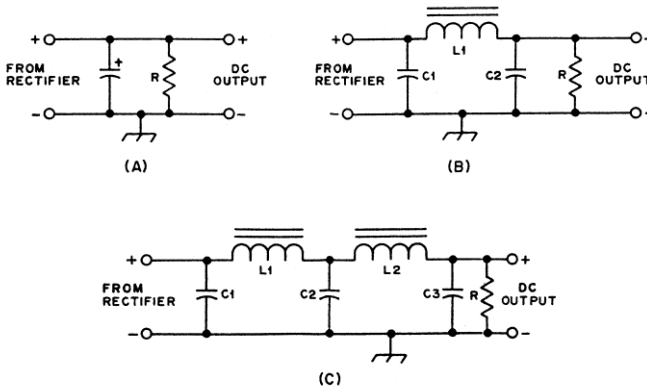 + + + L1
FROM RECTIFIER + R DC OUTPUT
- -
(A)
+ -
FROM RECTIFIER C1 C2 R DC OUTPUT
- -
(B)
+ L1 L2 +
FROM RECTIFIER C1 C2 C3 R DC OUTPUT
- -
(C)